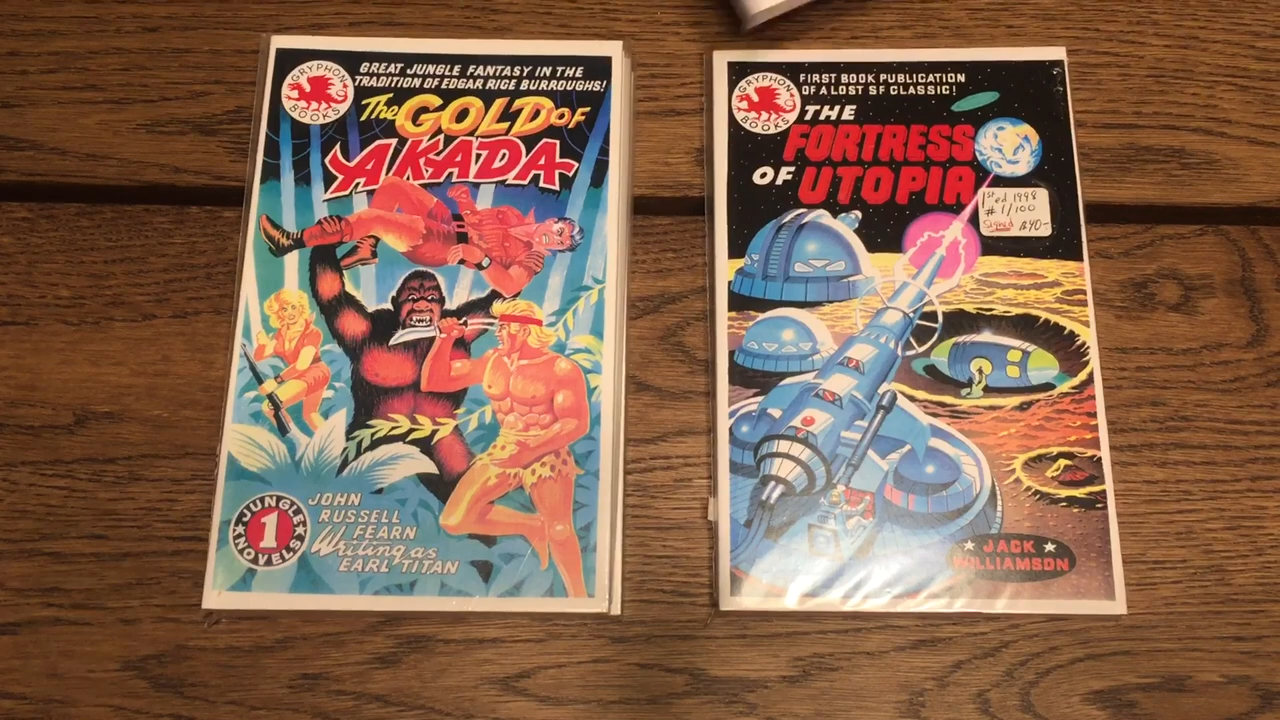 GRYPHON
BOOKS
GREAT JUNGLE FANTASY IN THE
TRADITION OF EDGAR RICE BURROUGHS!
The GOLD OF
AKADA
JUNGLE
1
NOVELS
JOHN
RUSSELL
FEARN
Writing as
EARL TITAN
GRYPHON
BOOKS
FIRST BOOK PUBLICATION
OF A LOST SF CLASSIC!
THE
FORTRESS
OF UTOPIA
1st ed 1998
#1/100
Signed
JACK
WILLIAMSON